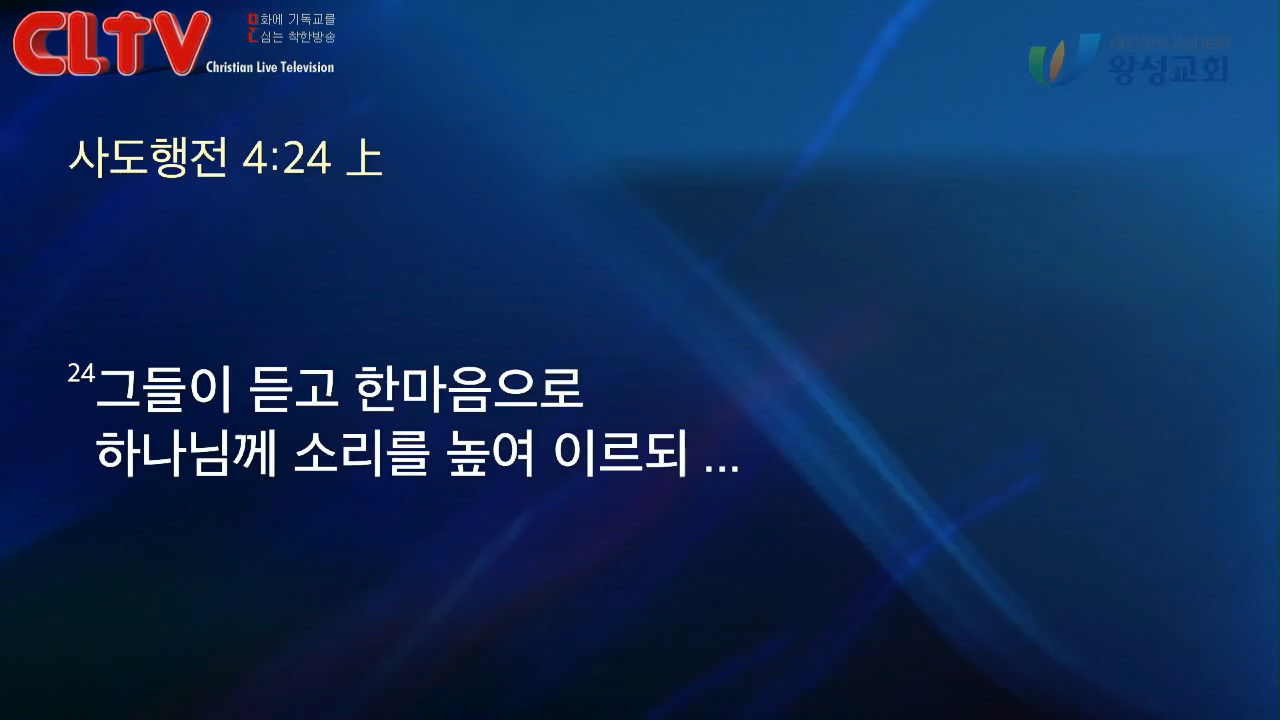 CLTV
문화에 기독교를
심는 착한방송
Christian Live Television
왕성교회
사도행전 4:24 上
24그들이 듣고 한마음으로
하나님께 소리를 높여 이르되 ...